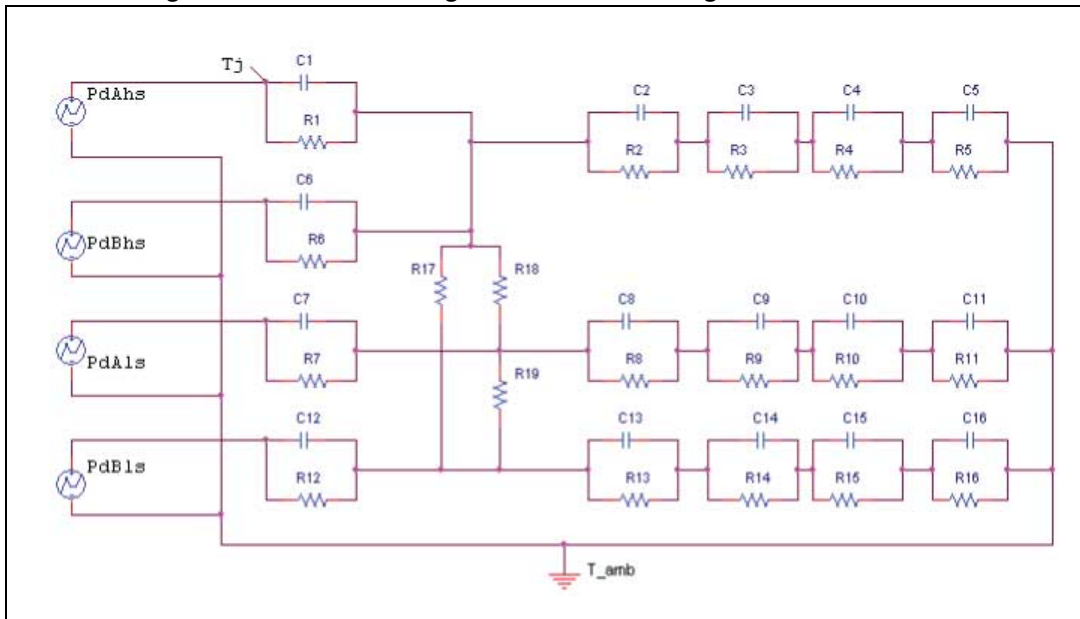 Tj
C1
C2
C3
C4
C5
PdAhs
R1
R2
R3
R4
R5
C6
PdBhs
R6
R17
R18
C7
C8
C9
C10
C11
PdAls
R7
R8
R9
R10
R11
R19
C12
C13
C14
C15
C16
PdBls
R12
R13
R14
R15
R16
T_amb